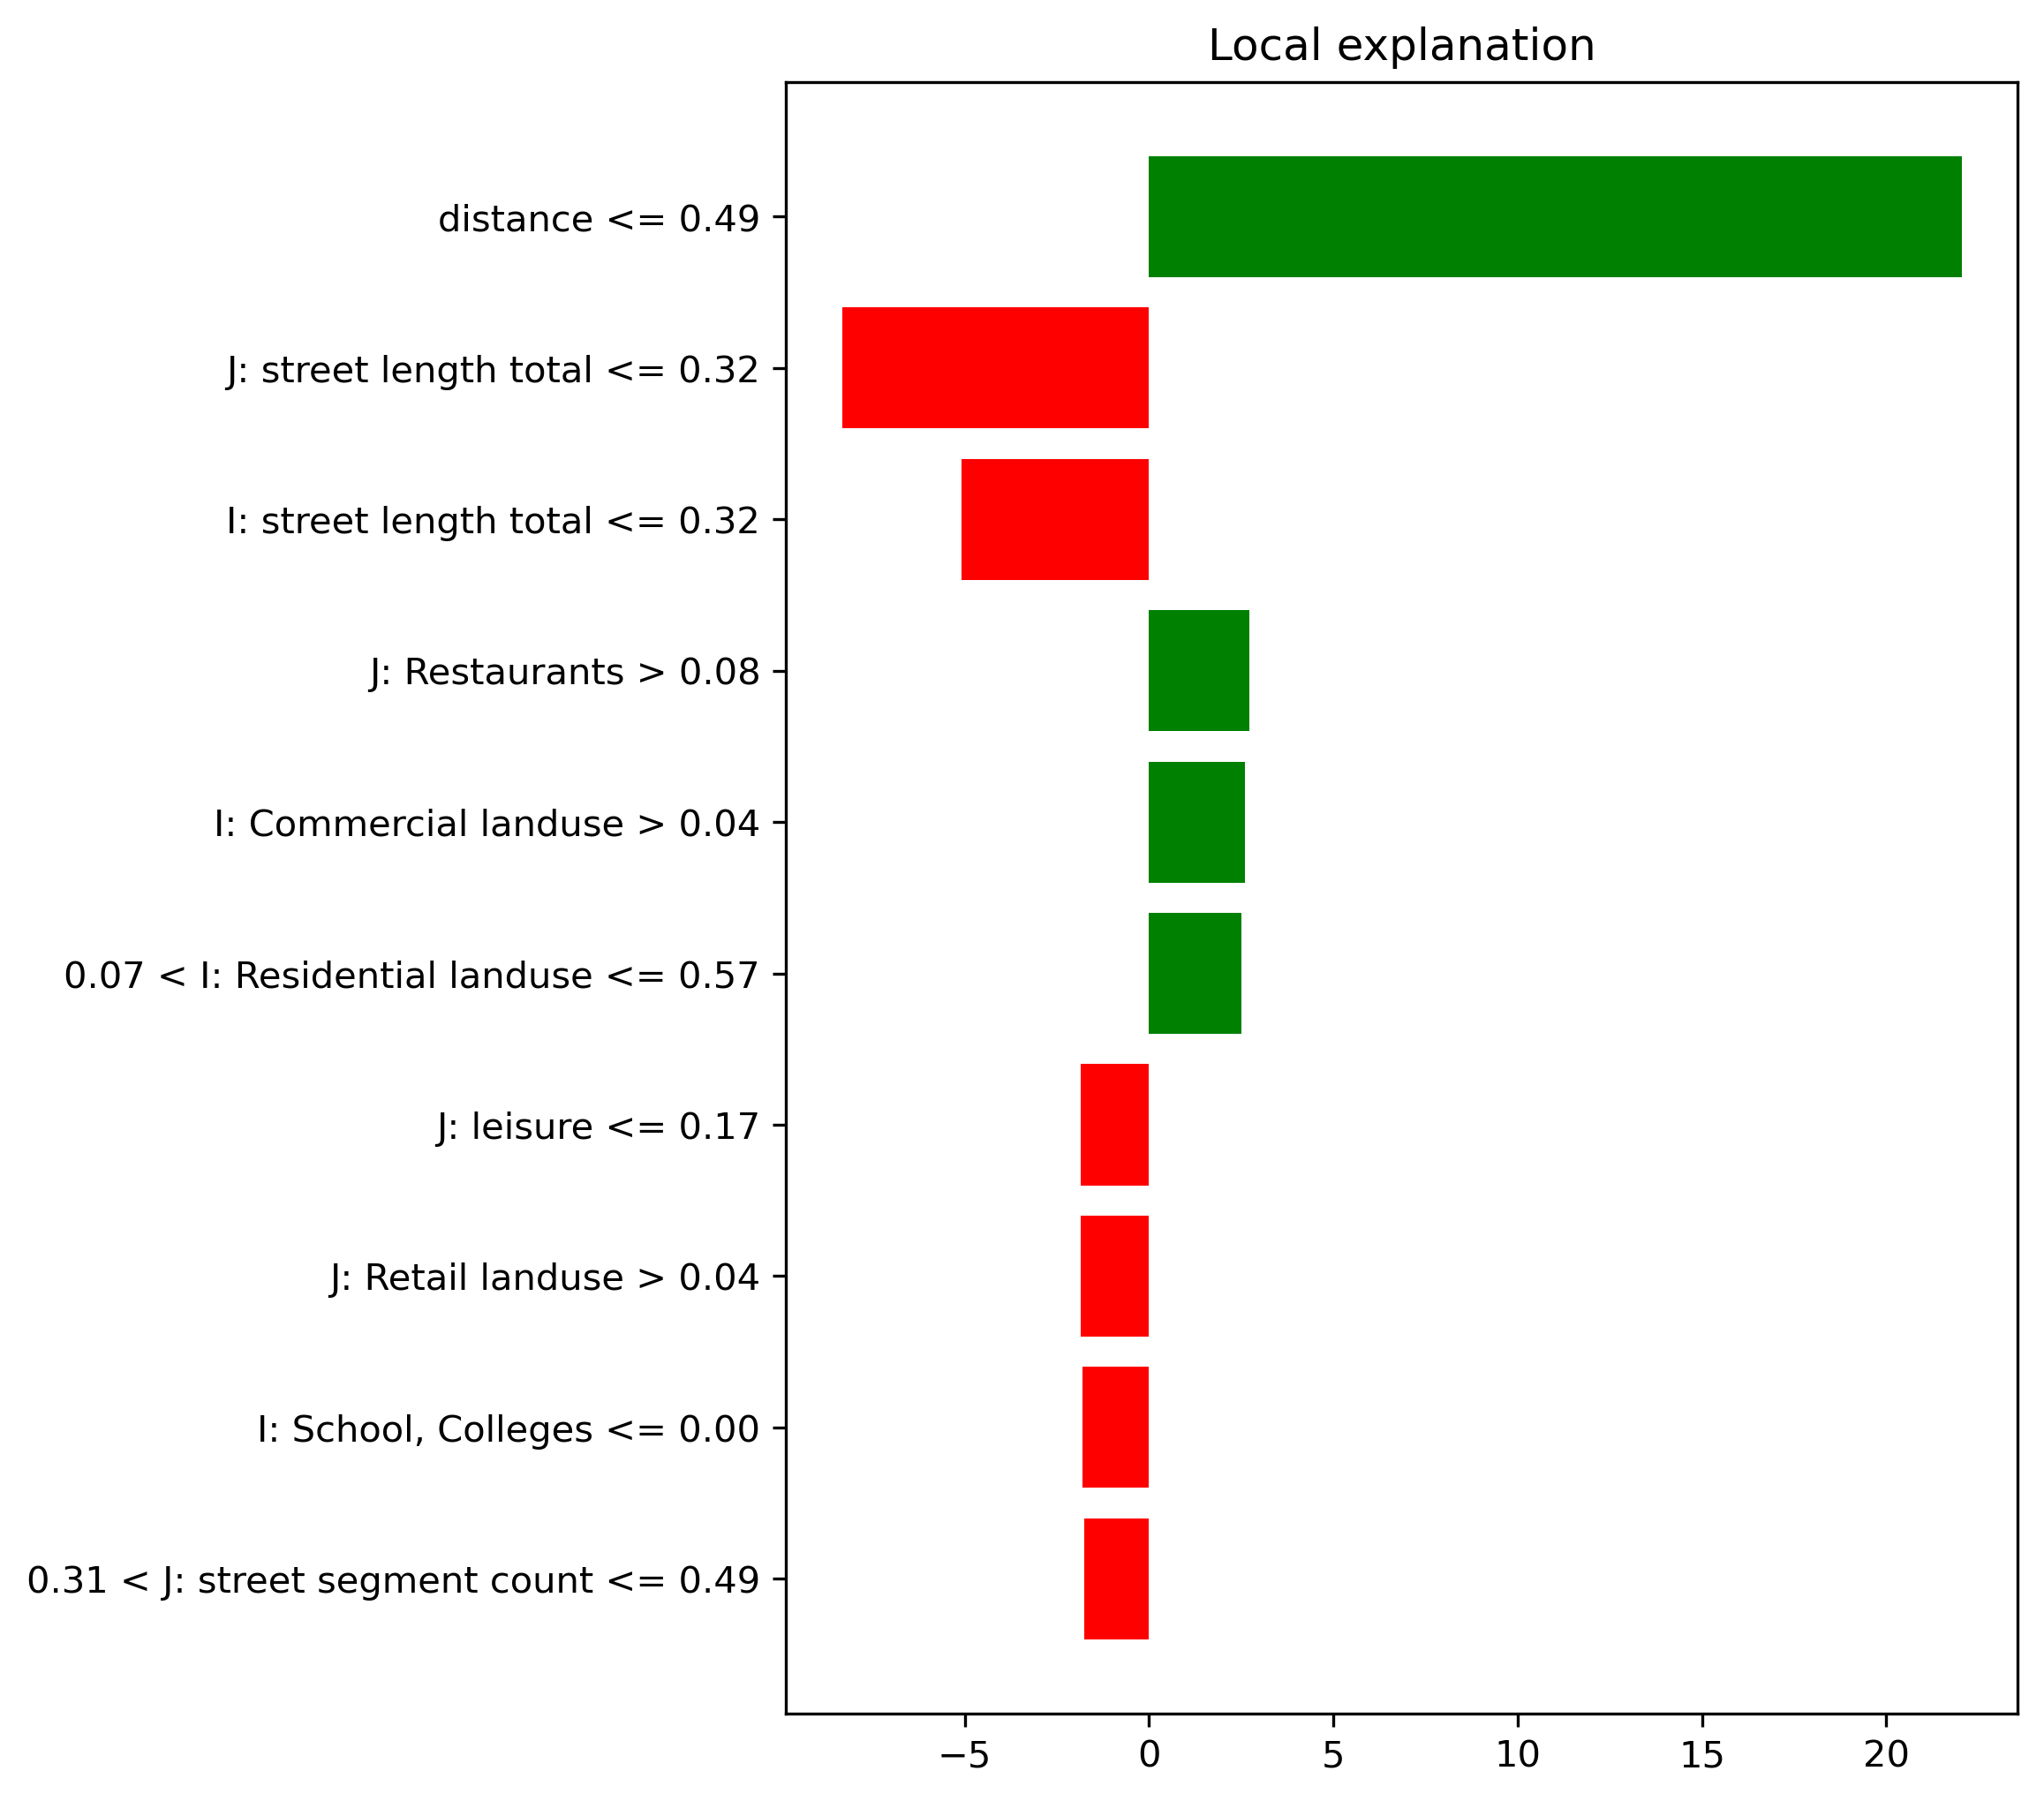 Local explanation
distance <= 0.49
J: street length total <= 0.32
I: street length total <= 0.32
J: Restaurants > 0.08
I: Commercial landuse > 0.04
0.07 < I: Residential landuse <= 0.57
J: leisure <= 0.17
J: Retail landuse > 0.04
I: School, Colleges <= 0.00
0.31 < J: street segment count <= 0.49
−5 0 5 10 15 20